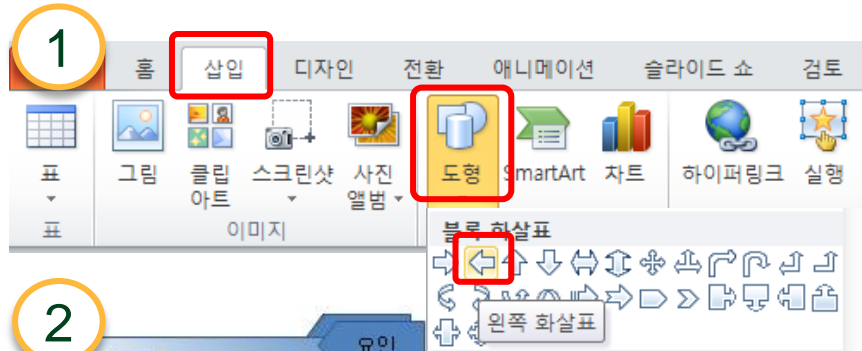 1
홈 삽입 디자인 전환 애니메이션 슬라이드 쇼 검토
표 그림 클립 아트 스크린샷 사진 앨범 도형 SmartArt 차트 하이퍼링크 실행
표 이미지
블록 화살표
왼쪽 화살표
2
요인